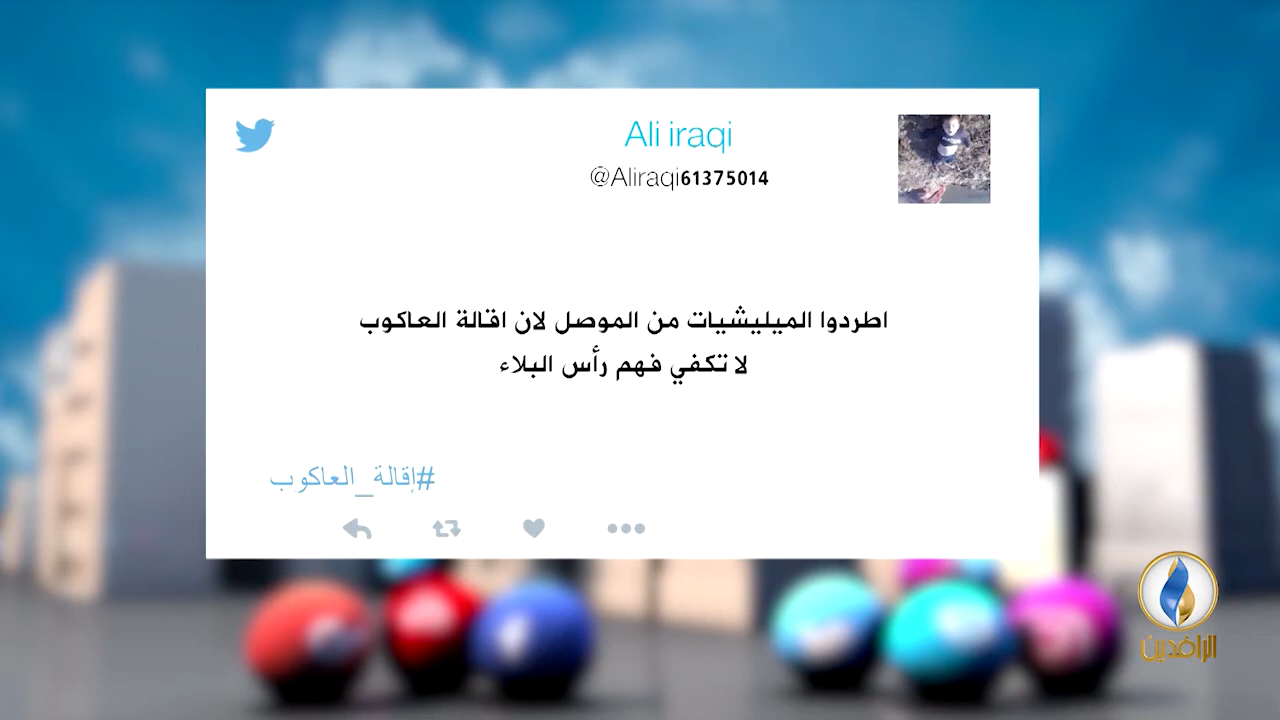 Ali iraqi
@Aliraqi61375014
اطردوا الميليشيات من الموصل لان اقالة العاكوب
لا تكفي فهم رأس البلاء
#إقالة_العاكوب
الرافدين